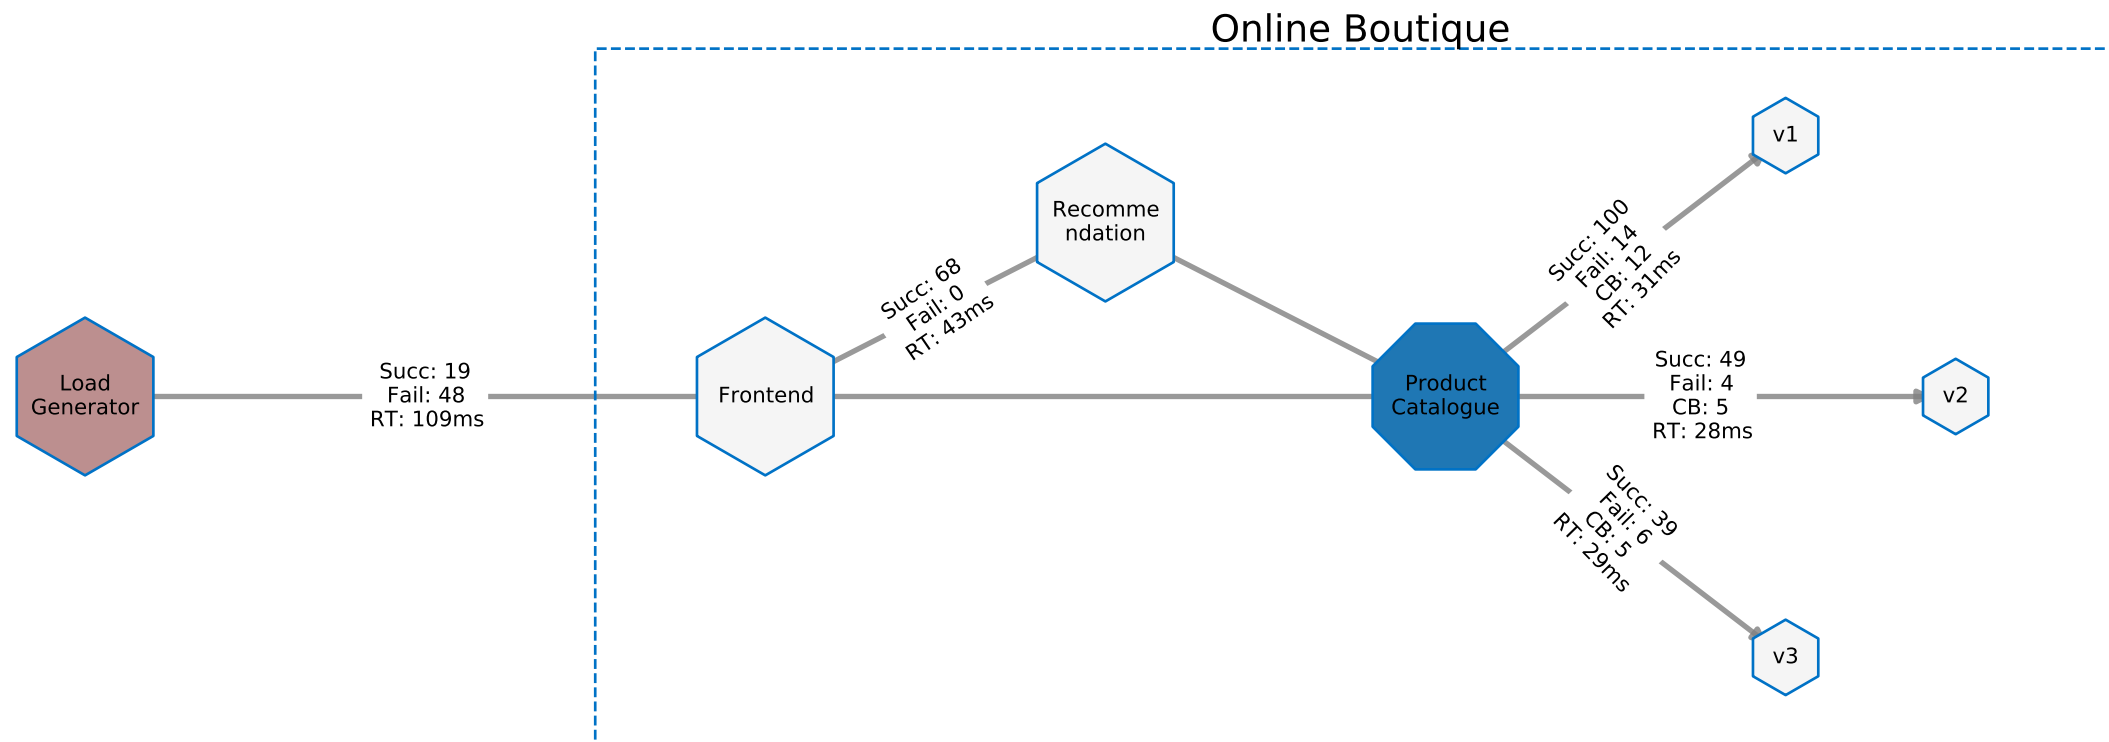 Online Boutique
v1
Recomme
ndation
Succ: 100
Fail: 14
CB: 12
RT: 31ms
Succ: 68
Fail: 0
RT: 43ms
Load
Generator
Succ: 19
Fail: 48
RT: 109ms
Frontend
Product
Catalogue
Succ: 49
Fail: 4
CB: 5
RT: 28ms
v2
Succ: 39
Fail: 6
CB: 5
RT: 29ms
v3